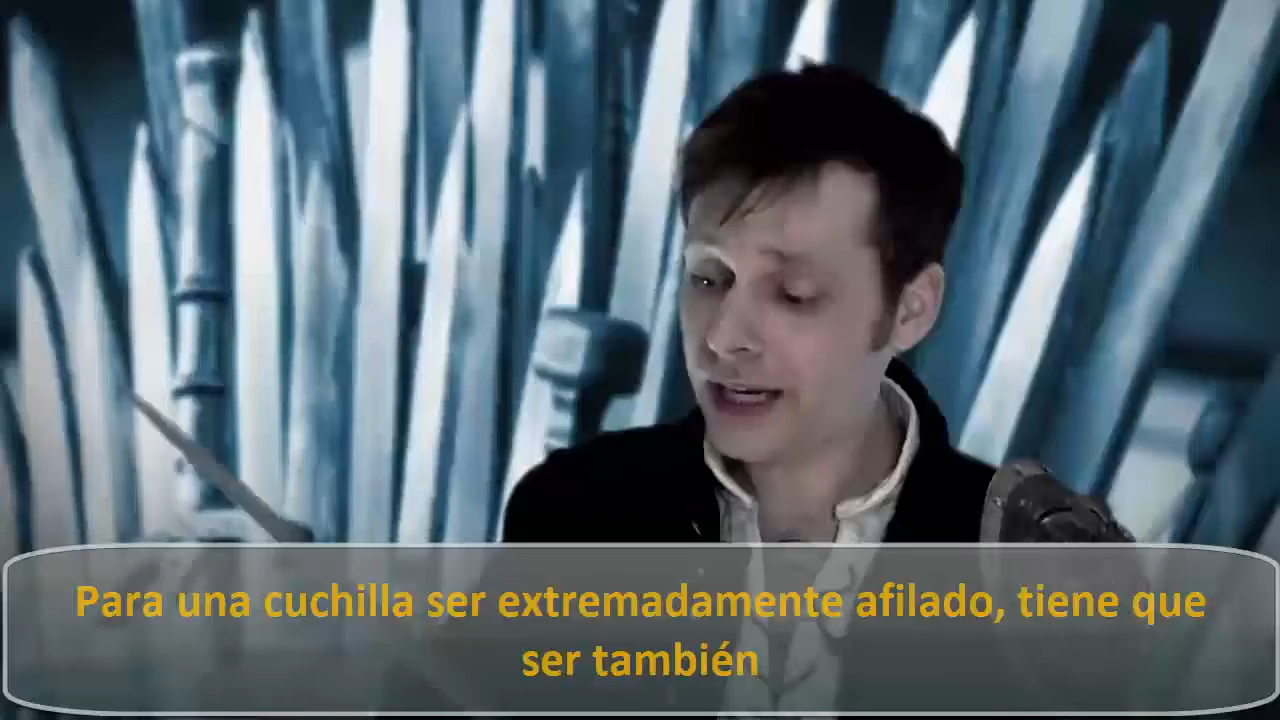 Para una cuchilla ser extremadamente afilado, tiene que
ser también